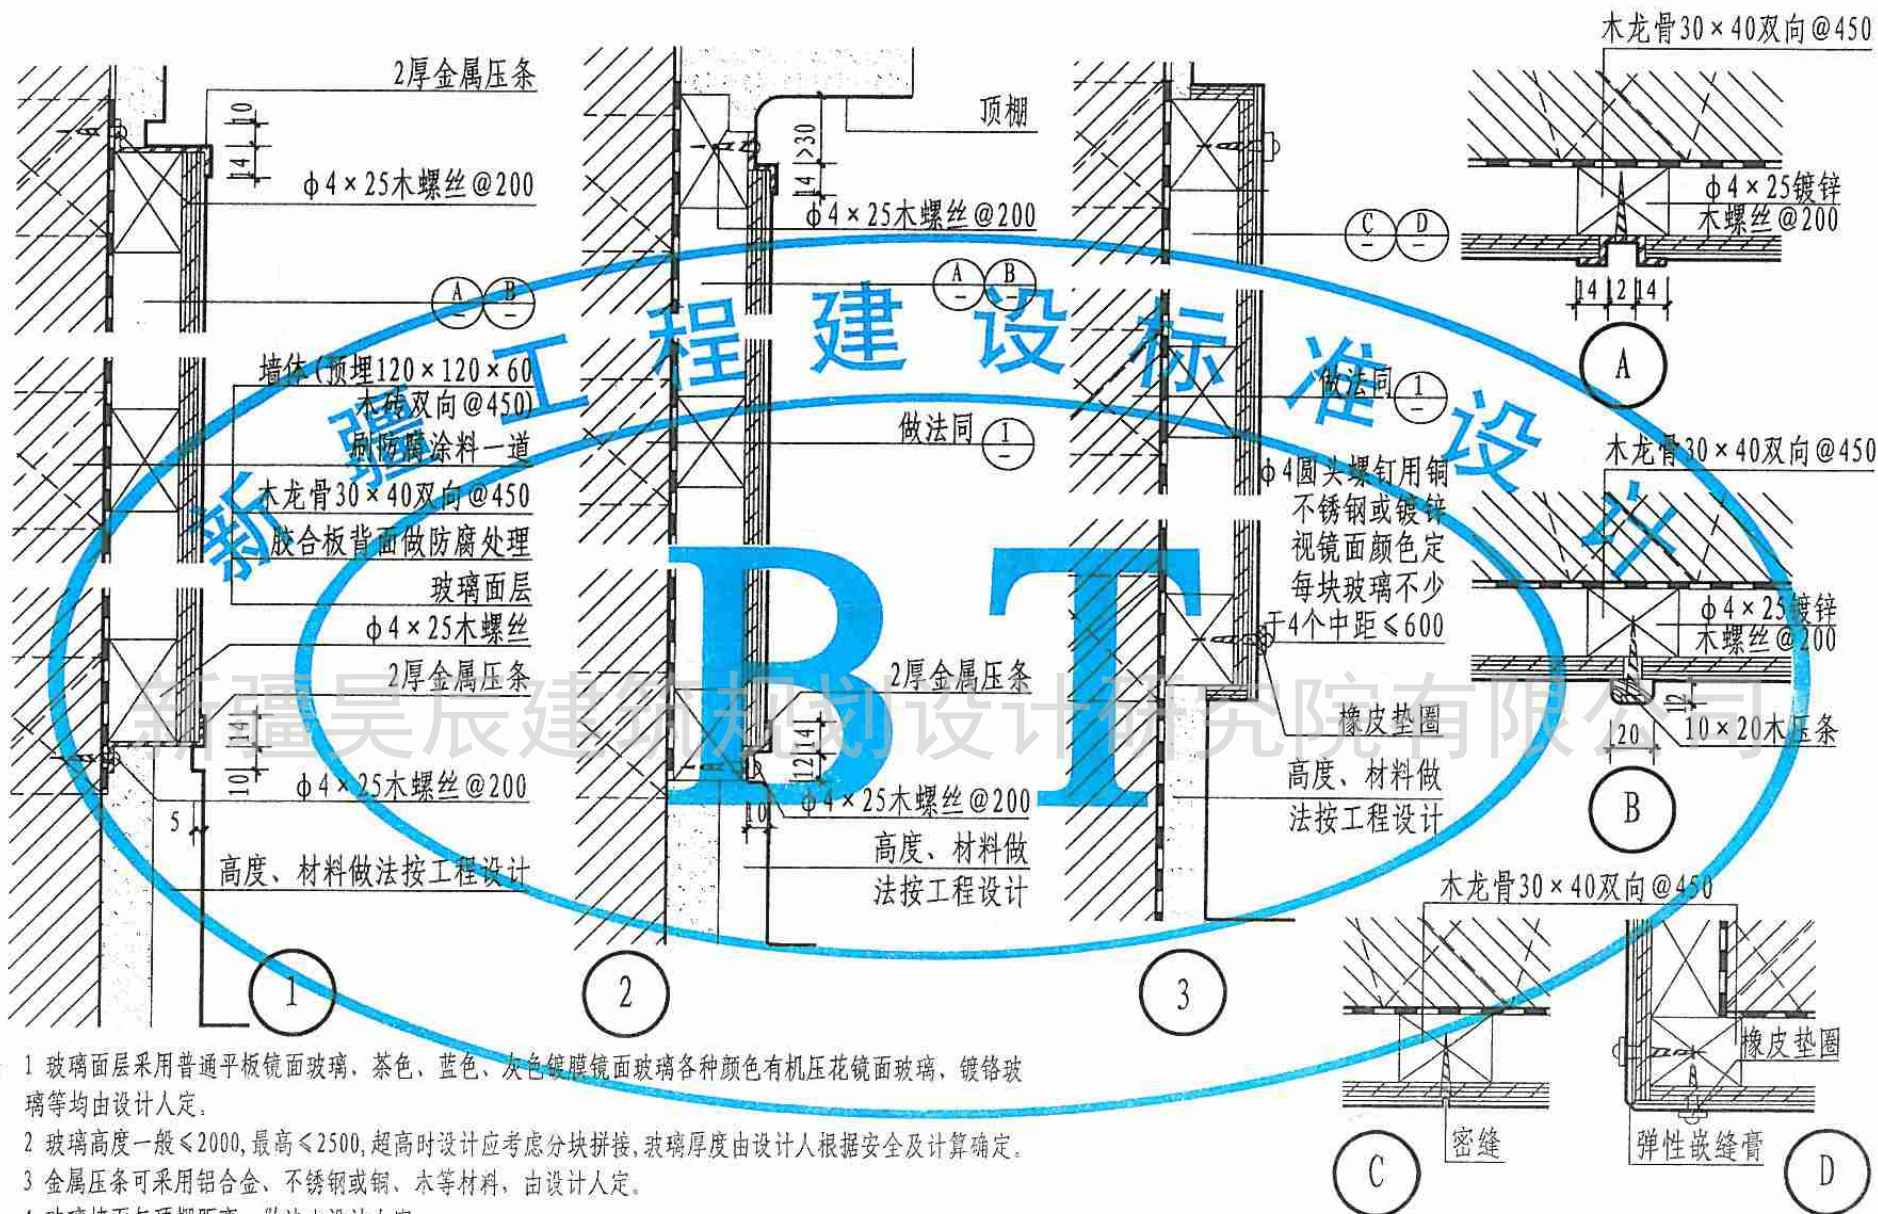 2厚金属压条
10
14
ϕ4×25木螺丝@200
A B
- -
墙体(预埋120×120×60
木砖双向@450)
刷防腐涂料一道
木龙骨30×40双向@450
胶合板背面做防腐处理
玻璃面层
ϕ4×25木螺丝
2厚金属压条
14
10
ϕ4×25木螺丝@200
5
高度、材料做法按工程设计
1
顶棚
>30
14
ϕ4×25木螺丝@200
A B
- -
做法同 1
-
2厚金属压条
14
12
10
ϕ4×25木螺丝@200
高度、材料做
法按工程设计
2
C D
- -
做法同 1
-
ϕ4圆头螺钉用铜
不锈钢或镀锌
视镜面颜色定
每块玻璃不少
于4个中距≤600
橡皮垫圈
高度、材料做
法按工程设计
3
木龙骨30×40双向@450
ϕ4×25镀锌
木螺丝@200
14 12 14
A
木龙骨30×40双向@450
ϕ4×25镀锌
木螺丝@200
12
10×20木压条
20
B
木龙骨30×40双向@450
密缝
C
橡皮垫圈
弹性嵌缝膏
D
新疆工程建设标准设计
BT
新疆昊辰建筑规划设计研究院有限公司
1 玻璃面层采用普通平板镜面玻璃、茶色、蓝色、灰色镀膜镜面玻璃各种颜色有机压花镜面玻璃、镀铬玻
璃等均由设计人定。
2 玻璃高度一般≤2000,最高≤2500,超高时设计应考虑分块拼接,玻璃厚度由设计人根据安全及计算确定。
3 金属压条可采用铝合金、不锈钢或铜、木等材料、由设计人定。